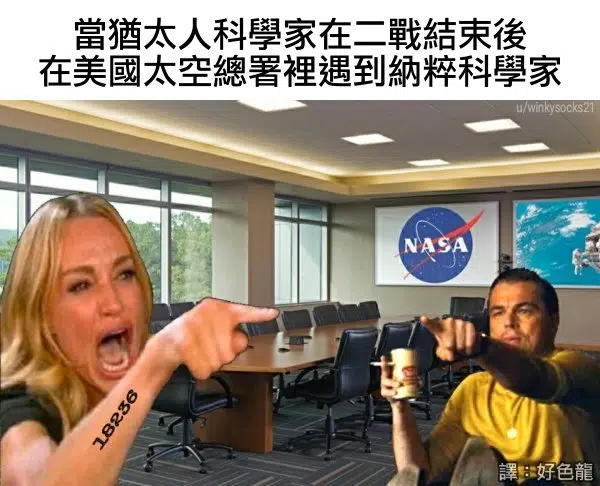 當猶太人科學家在二戰結束後
在美國太空總署裡遇到納粹科學家
u/winkysocks21
NASA
18236
譯：好色龍